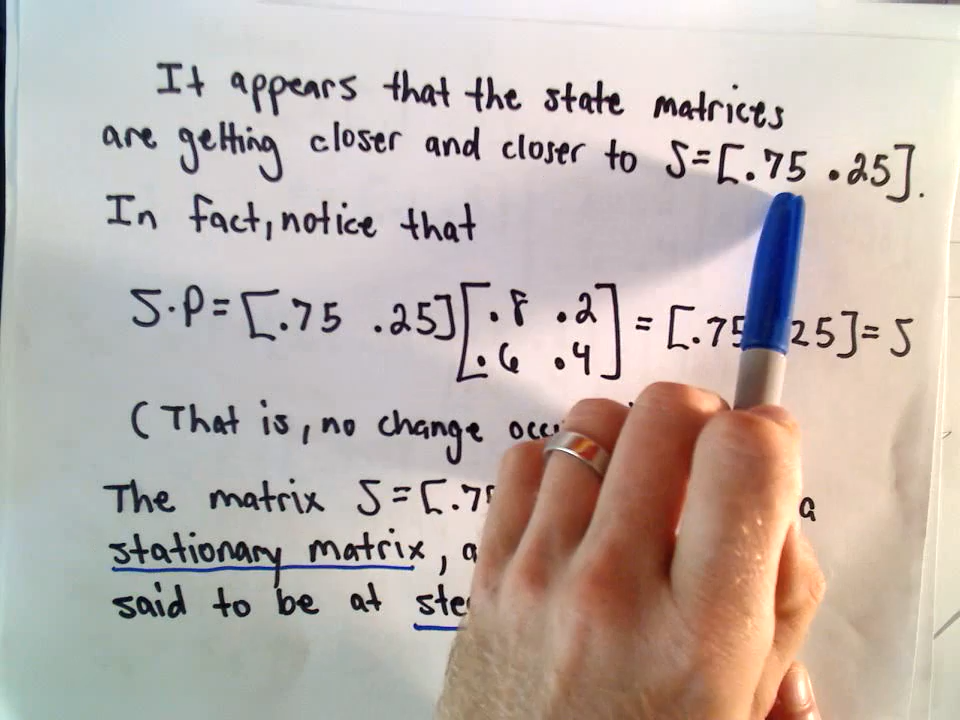 It appears that the state matrices
are getting closer and closer to S=[.75 .25].
In fact, notice that
S·P=[.75 .25][.8 .2
.6 .4]=[.75 .25]=S
(That is, no change
The matrix S=[.75 a
stationary matrix,
said to be at